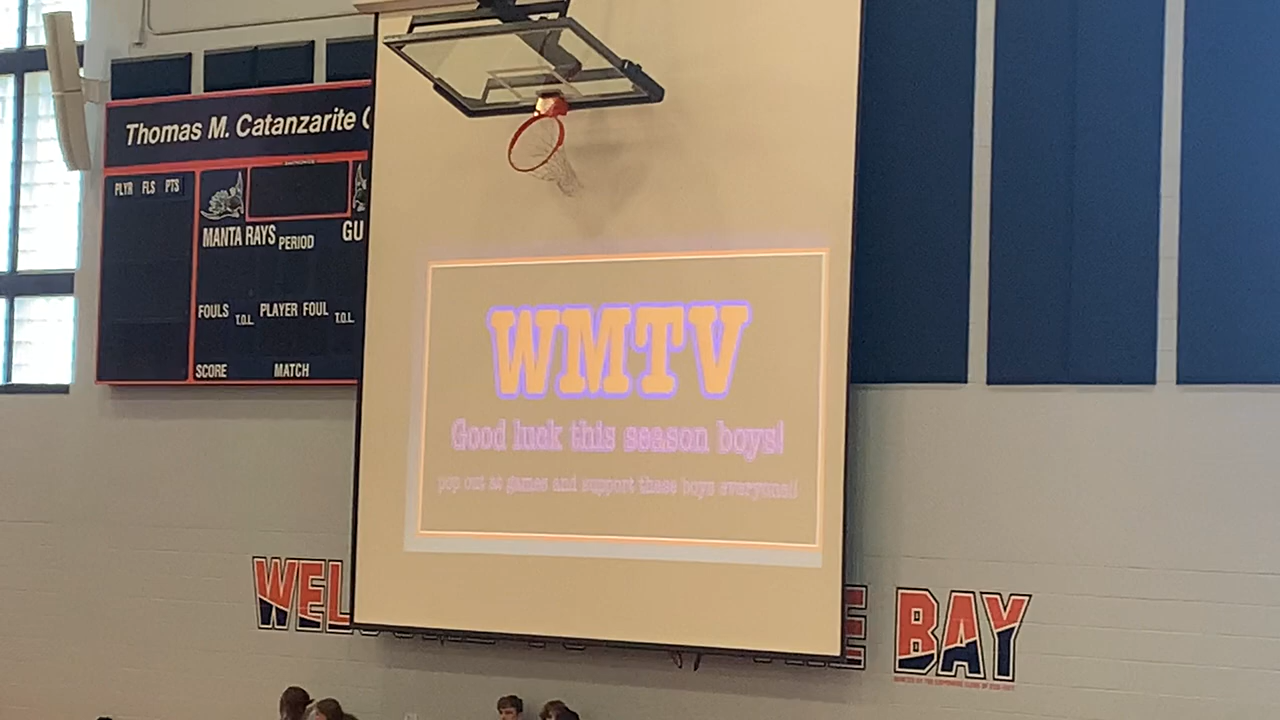 Thomas M. Catanzarite
PLYR FLS PTS
MANTA RAYS PERIOD GU
FOULS T.O.L. PLAYER FOUL T.O.L.
SCORE MATCH
WMTV
Good luck this season boys!
pop out at games and support these boys everyone!!
WEL
E BAY